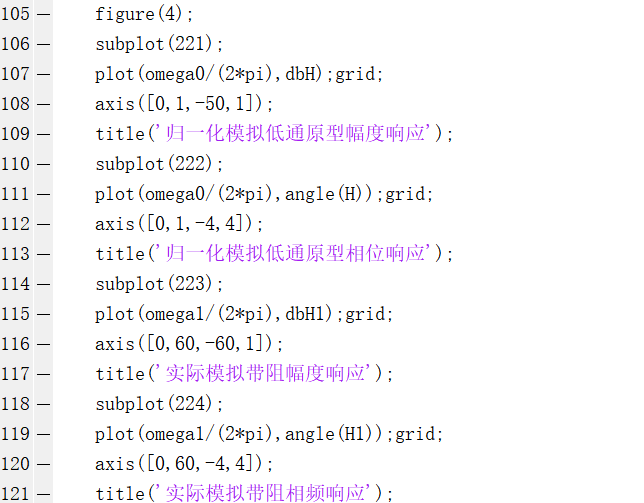 105 — figure(4);
106 — subplot(221);
107 — plot(omega0/(2*pi),dbH);grid;
108 — axis([0,1,-50,1]);
109 — title('归一化模拟低通原型幅度响应');
110 — subplot(222);
111 — plot(omega0/(2*pi),angle(H));grid;
112 — axis([0,1,-4,4]);
113 — title('归一化模拟低通原型相位响应');
114 — subplot(223);
115 — plot(omega1/(2*pi),dbH1);grid;
116 — axis([0,60,-60,1]);
117 — title('实际模拟带阻幅度响应');
118 — subplot(224);
119 — plot(omega1/(2*pi),angle(H1));grid;
120 — axis([0,60,-4,4]);
121 — title('实际模拟带阻相频响应');